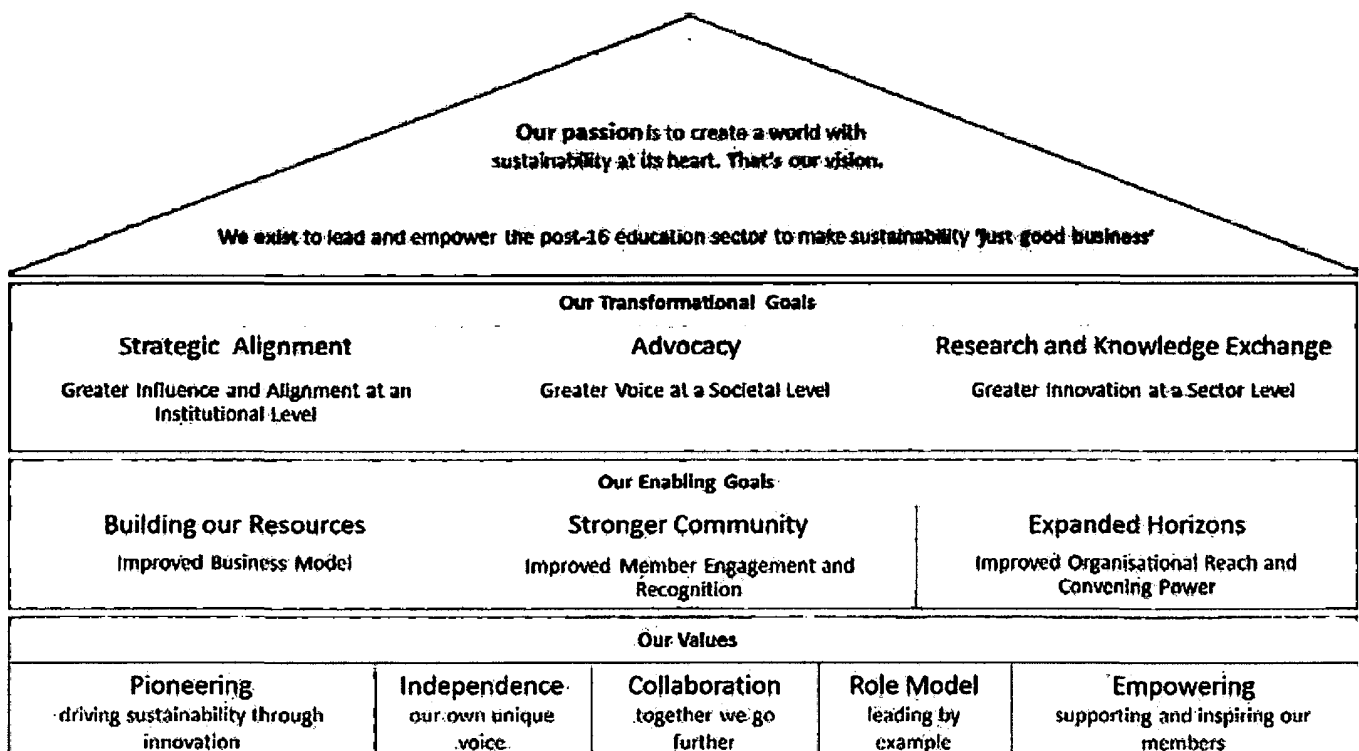 Our passion is to create a world with
sustainability at its heart. That's our vision.
We exist to lead and empower the post-16 education sector to make sustainability 'just good business'
Our Transformational Goals
Strategic Alignment
Greater Influence and Alignment at an
Institutional Level
Advocacy
Greater Voice at a Societal Level
Research and Knowledge Exchange
Greater Innovation at a Sector Level
Our Enabling Goals
Building our Resources
Improved Business Model
Stronger Community
Improved Member Engagement and
Recognition
Expanded Horizons
Improved Organisational Reach and
Convening Power
Our Values
Pioneering
driving sustainability through
innovation
Independence
our own unique
voice
Collaboration
together we go
further
Role Model
leading by
example
Empowering
supporting and inspiring our
members